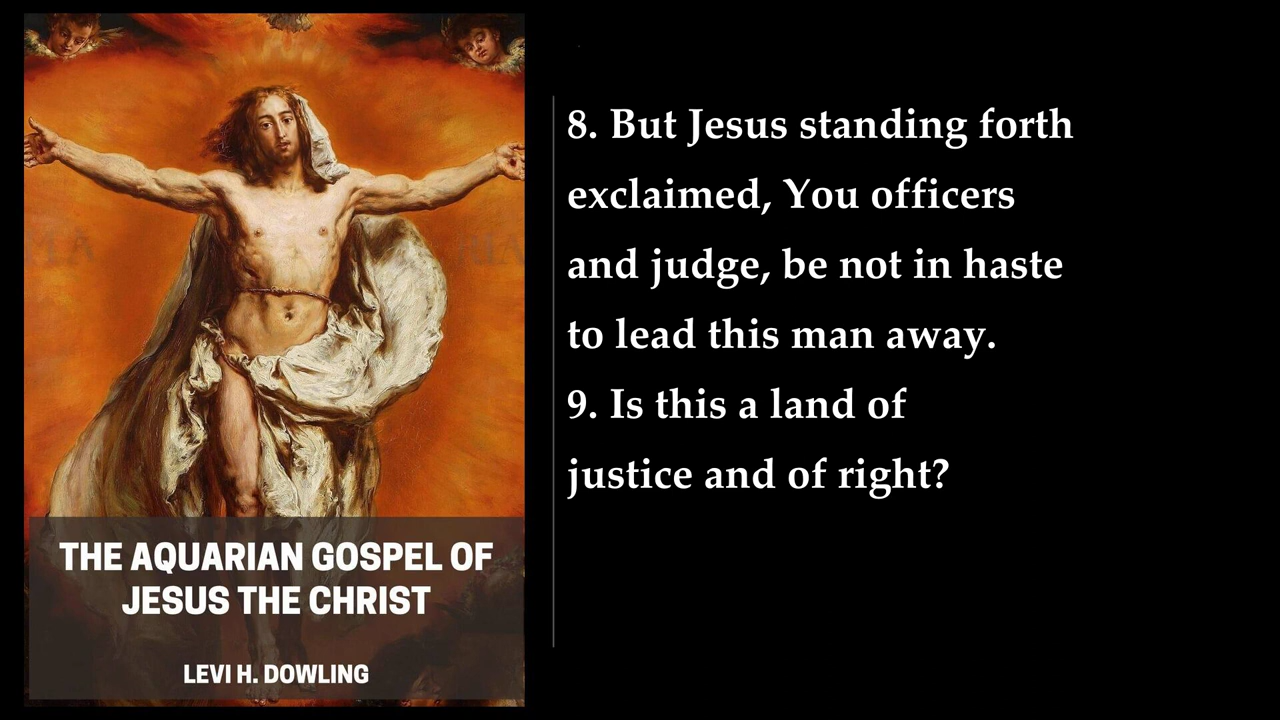 THE AQUARIAN GOSPEL OF
JESUS THE CHRIST
LEVI H. DOWLING
8. But Jesus standing forth
exclaimed, You officers
and judge, be not in haste
to lead this man away.
9. Is this a land of
justice and of right?